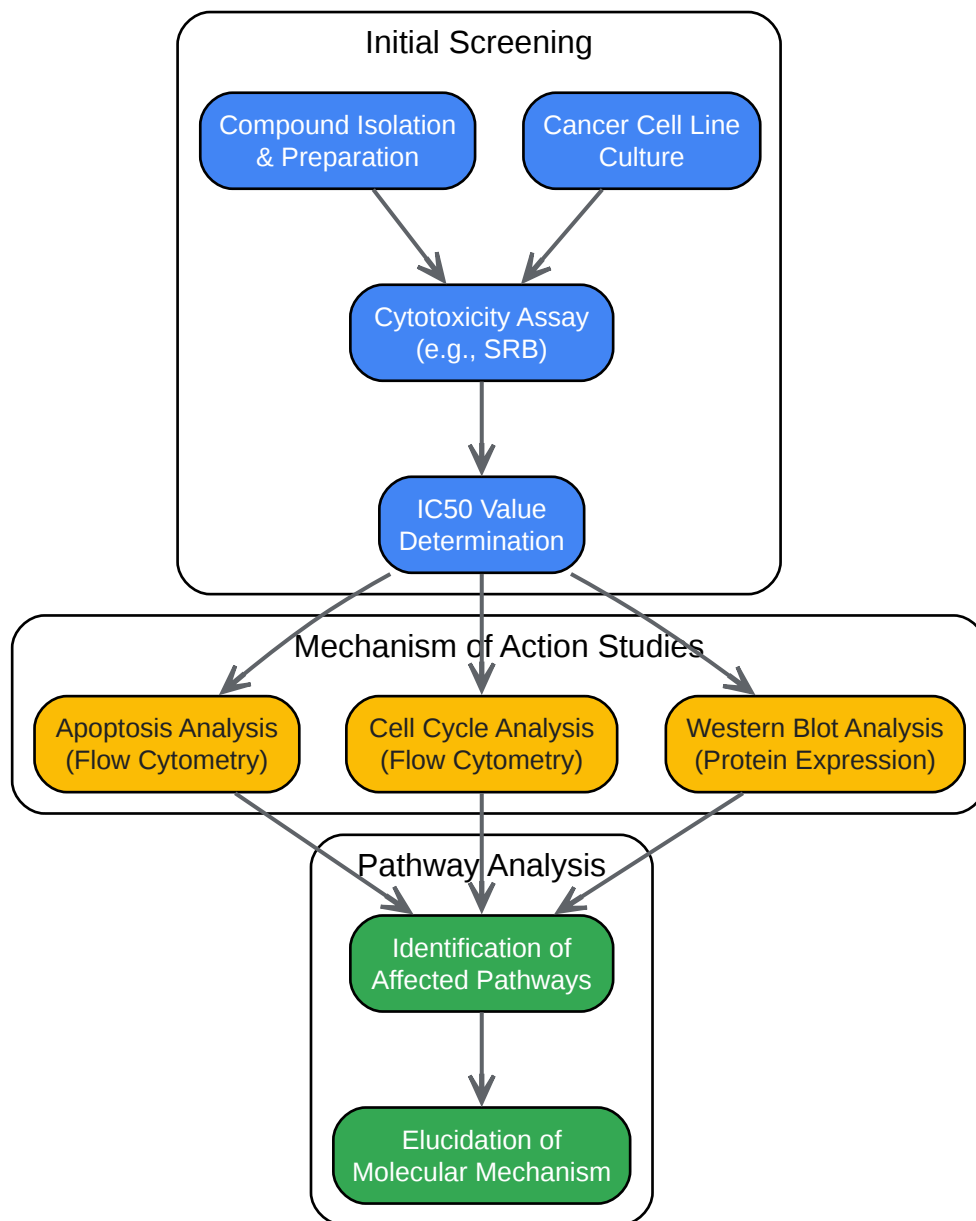 Initial Screening
Compound Isolation
& Preparation
Cancer Cell Line
Culture
Cytotoxicity Assay
(e.g., SRB)
IC50 Value
Determination
Mechanism of Action Studies
Apoptosis Analysis
(Flow Cytometry)
Cell Cycle Analysis
(Flow Cytometry)
Western Blot Analysis
(Protein Expression)
Pathway Analysis
Identification of
Affected Pathways
Elucidation of
Molecular Mechanism